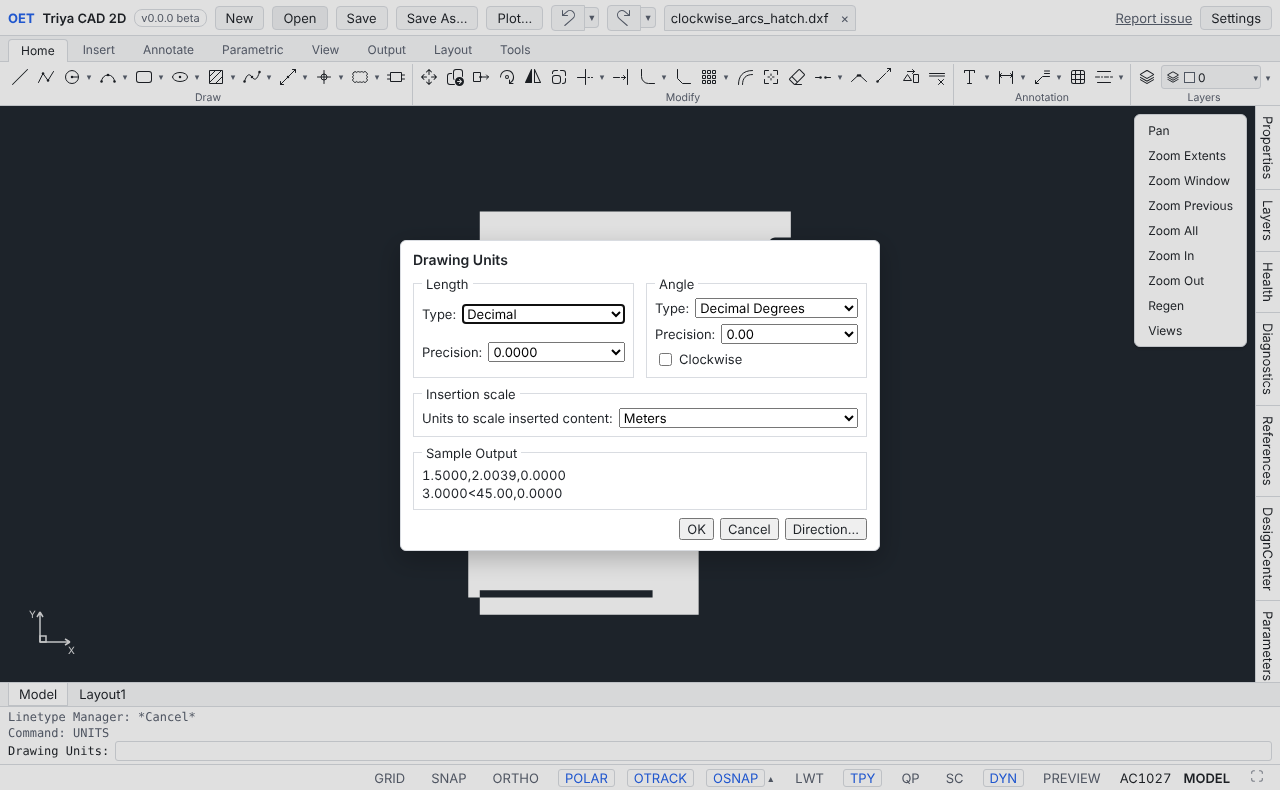 OET Triya CAD 2D v0.0.0 beta New Open Save Save As... Plot... clockwise_arcs_hatch.dxf × Report issue Settings
Home Insert Annotate Parametric View Output Layout Tools
0
Draw Modify Annotation Layers
Pan
Zoom Extents
Zoom Window
Zoom Previous
Zoom All
Zoom In
Zoom Out
Regen
Views
Properties
Layers
Health
Diagnostics
References
DesignCenter
Parameters
Drawing Units
Length
Type: Decimal
Precision: 0.0000
Angle
Type: Decimal Degrees
Precision: 0.00
Clockwise
Insertion scale
Units to scale inserted content: Meters
Sample Output
1.5000,2.0039,0.0000
3.0000<45.00,0.0000
OK Cancel Direction...
Y
X
Model Layout1
Linetype Manager: *Cancel*
Command: UNITS
Drawing Units:
GRID SNAP ORTHO POLAR OTRACK OSNAP LWT TPY QP SC DYN PREVIEW AC1027 MODEL